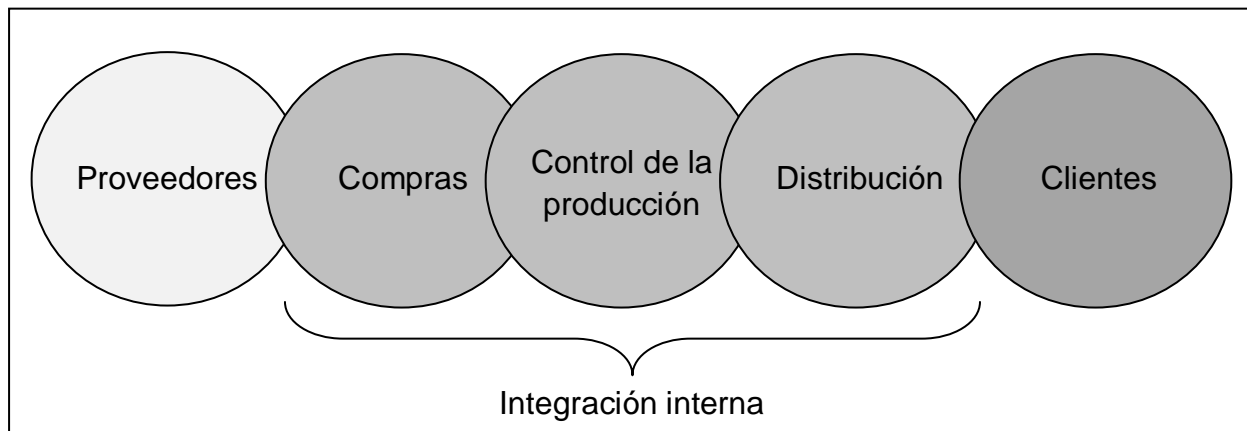 Proveedores
Compras
Control de la
producción
Distribución
Clientes
Integración interna